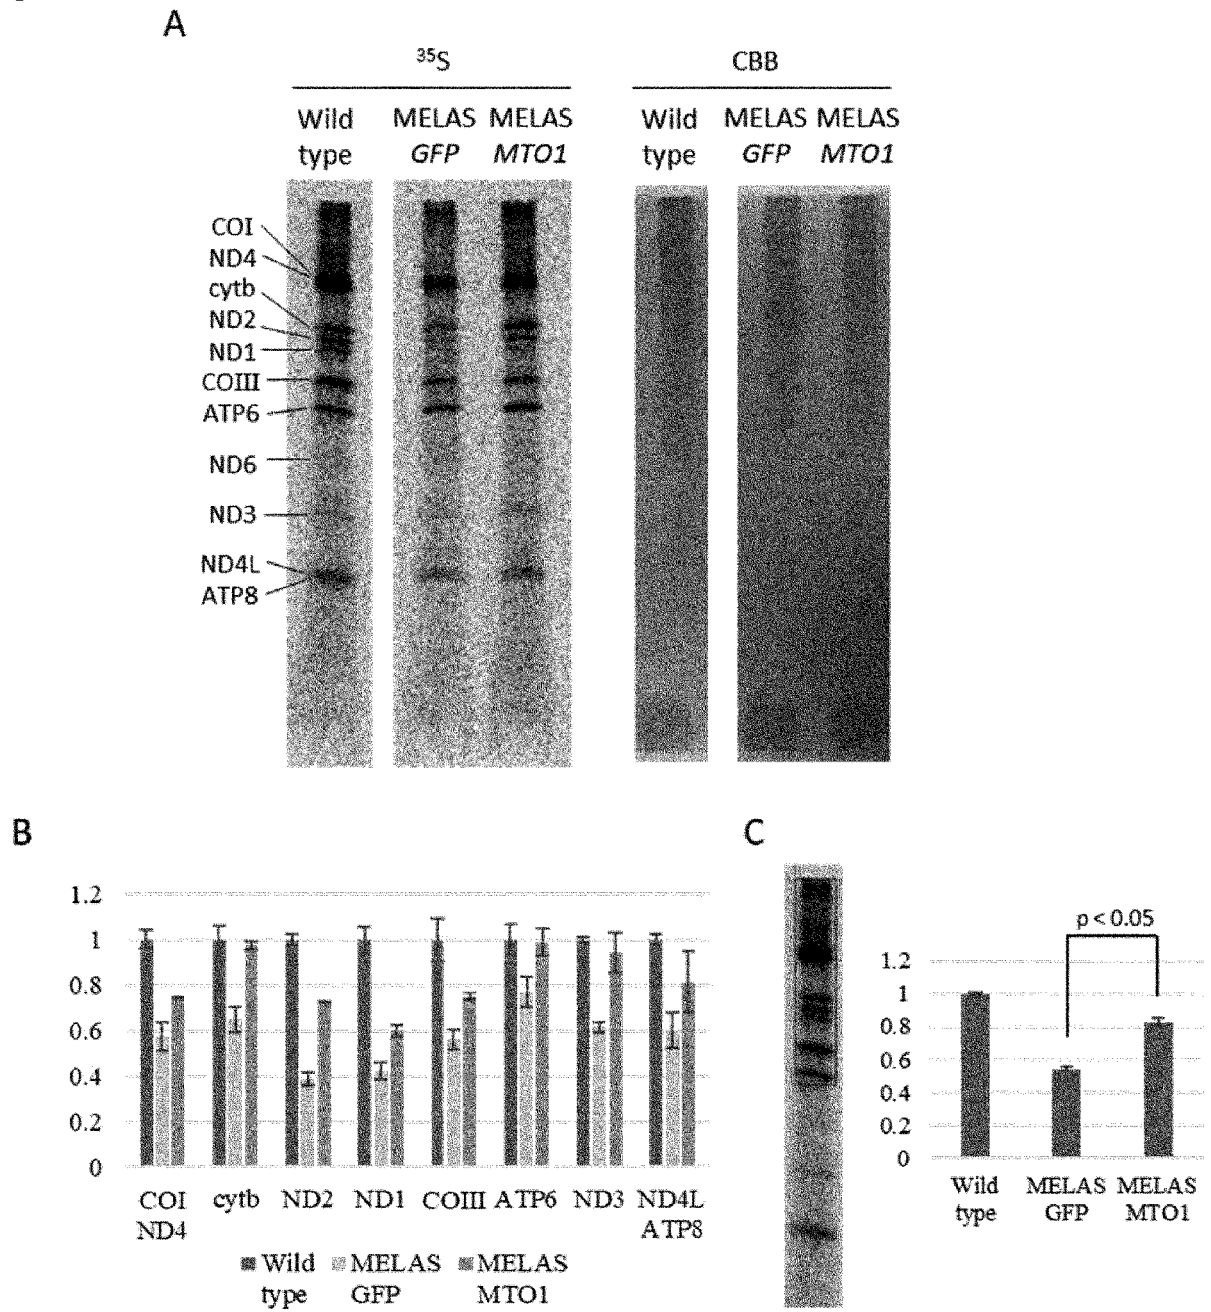 A
35S CBB
Wild MELAS MELAS Wild MELAS MELAS
type GFP MTO1 type GFP MTO1
COI
ND4
cytb
ND2
ND1
COIII
ATP6
ND6
ND3
ND4L
ATP8
B
1.2
1
0.8
0.6
0.4
0.2
0
COI cytb ND2 ND1 COIII ATP6 ND3 ND4L
ND4 ATP8
Wild MELAS MELAS
type GFP MTO1
C
p < 0.05
1.2
1
0.8
0.6
0.4
0.2
0
Wild MELAS MELAS
type GFP MTO1